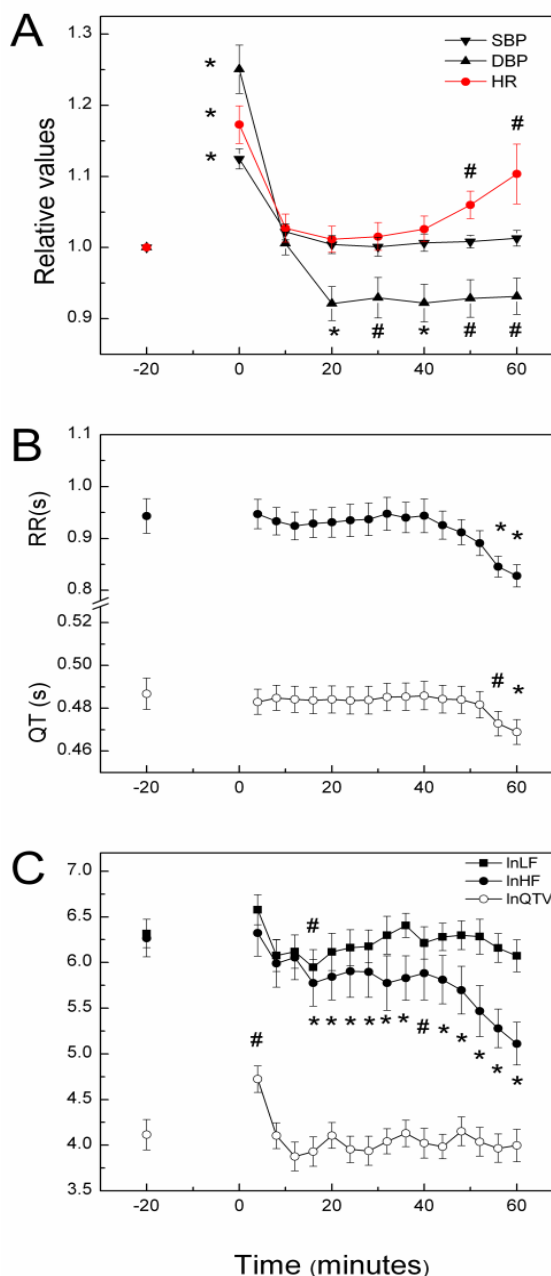 A
SBP
DBP
HR
Relative values
1.3
1.2
1.1
1.0
0.9
* * *
# #
* # * # #
-20 0 20 40 60
B
RR(s)
1.1
1.0
0.9
0.8
* *
QT (s)
0.52
0.50
0.48
0.46
# *
-20 0 20 40 60
C
lnLF
lnHF
lnQTV
7.0
6.5
6.0
5.5
5.0
4.5
4.0
3.5
#
* * * * * * # * * * * *
#
-20 0 20 40 60
Time (minutes)